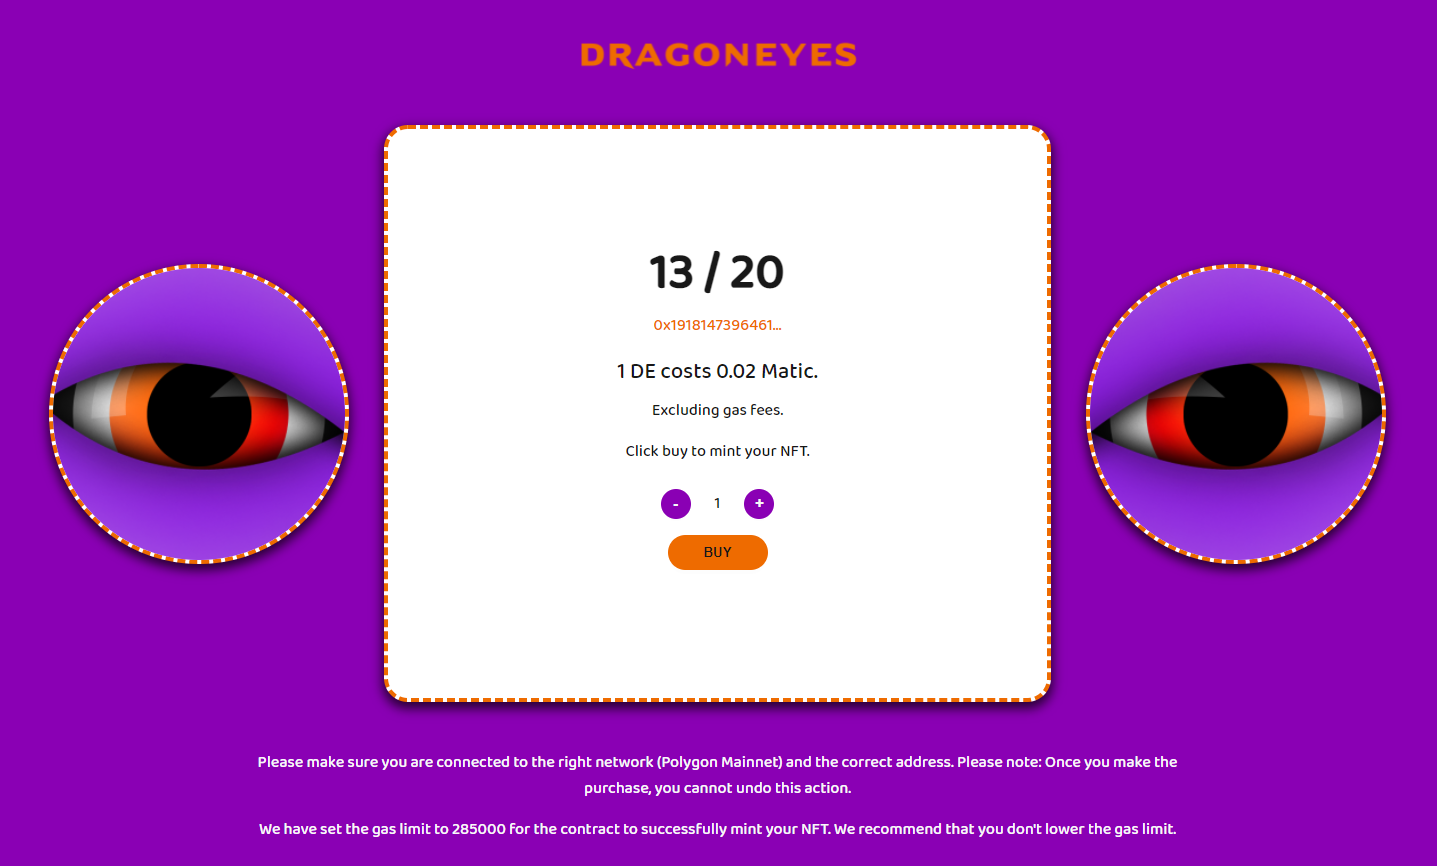 DRAGONEYES
13 / 20
0x1918147396461...
1 DE costs 0.02 Matic.
Excluding gas fees.
Click buy to mint your NFT.
- 1 +
BUY
Please make sure you are connected to the right network (Polygon Mainnet) and the correct address. Please note: Once you make the
purchase, you cannot undo this action.
We have set the gas limit to 285000 for the contract to successfully mint your NFT. We recommend that you don't lower the gas limit.